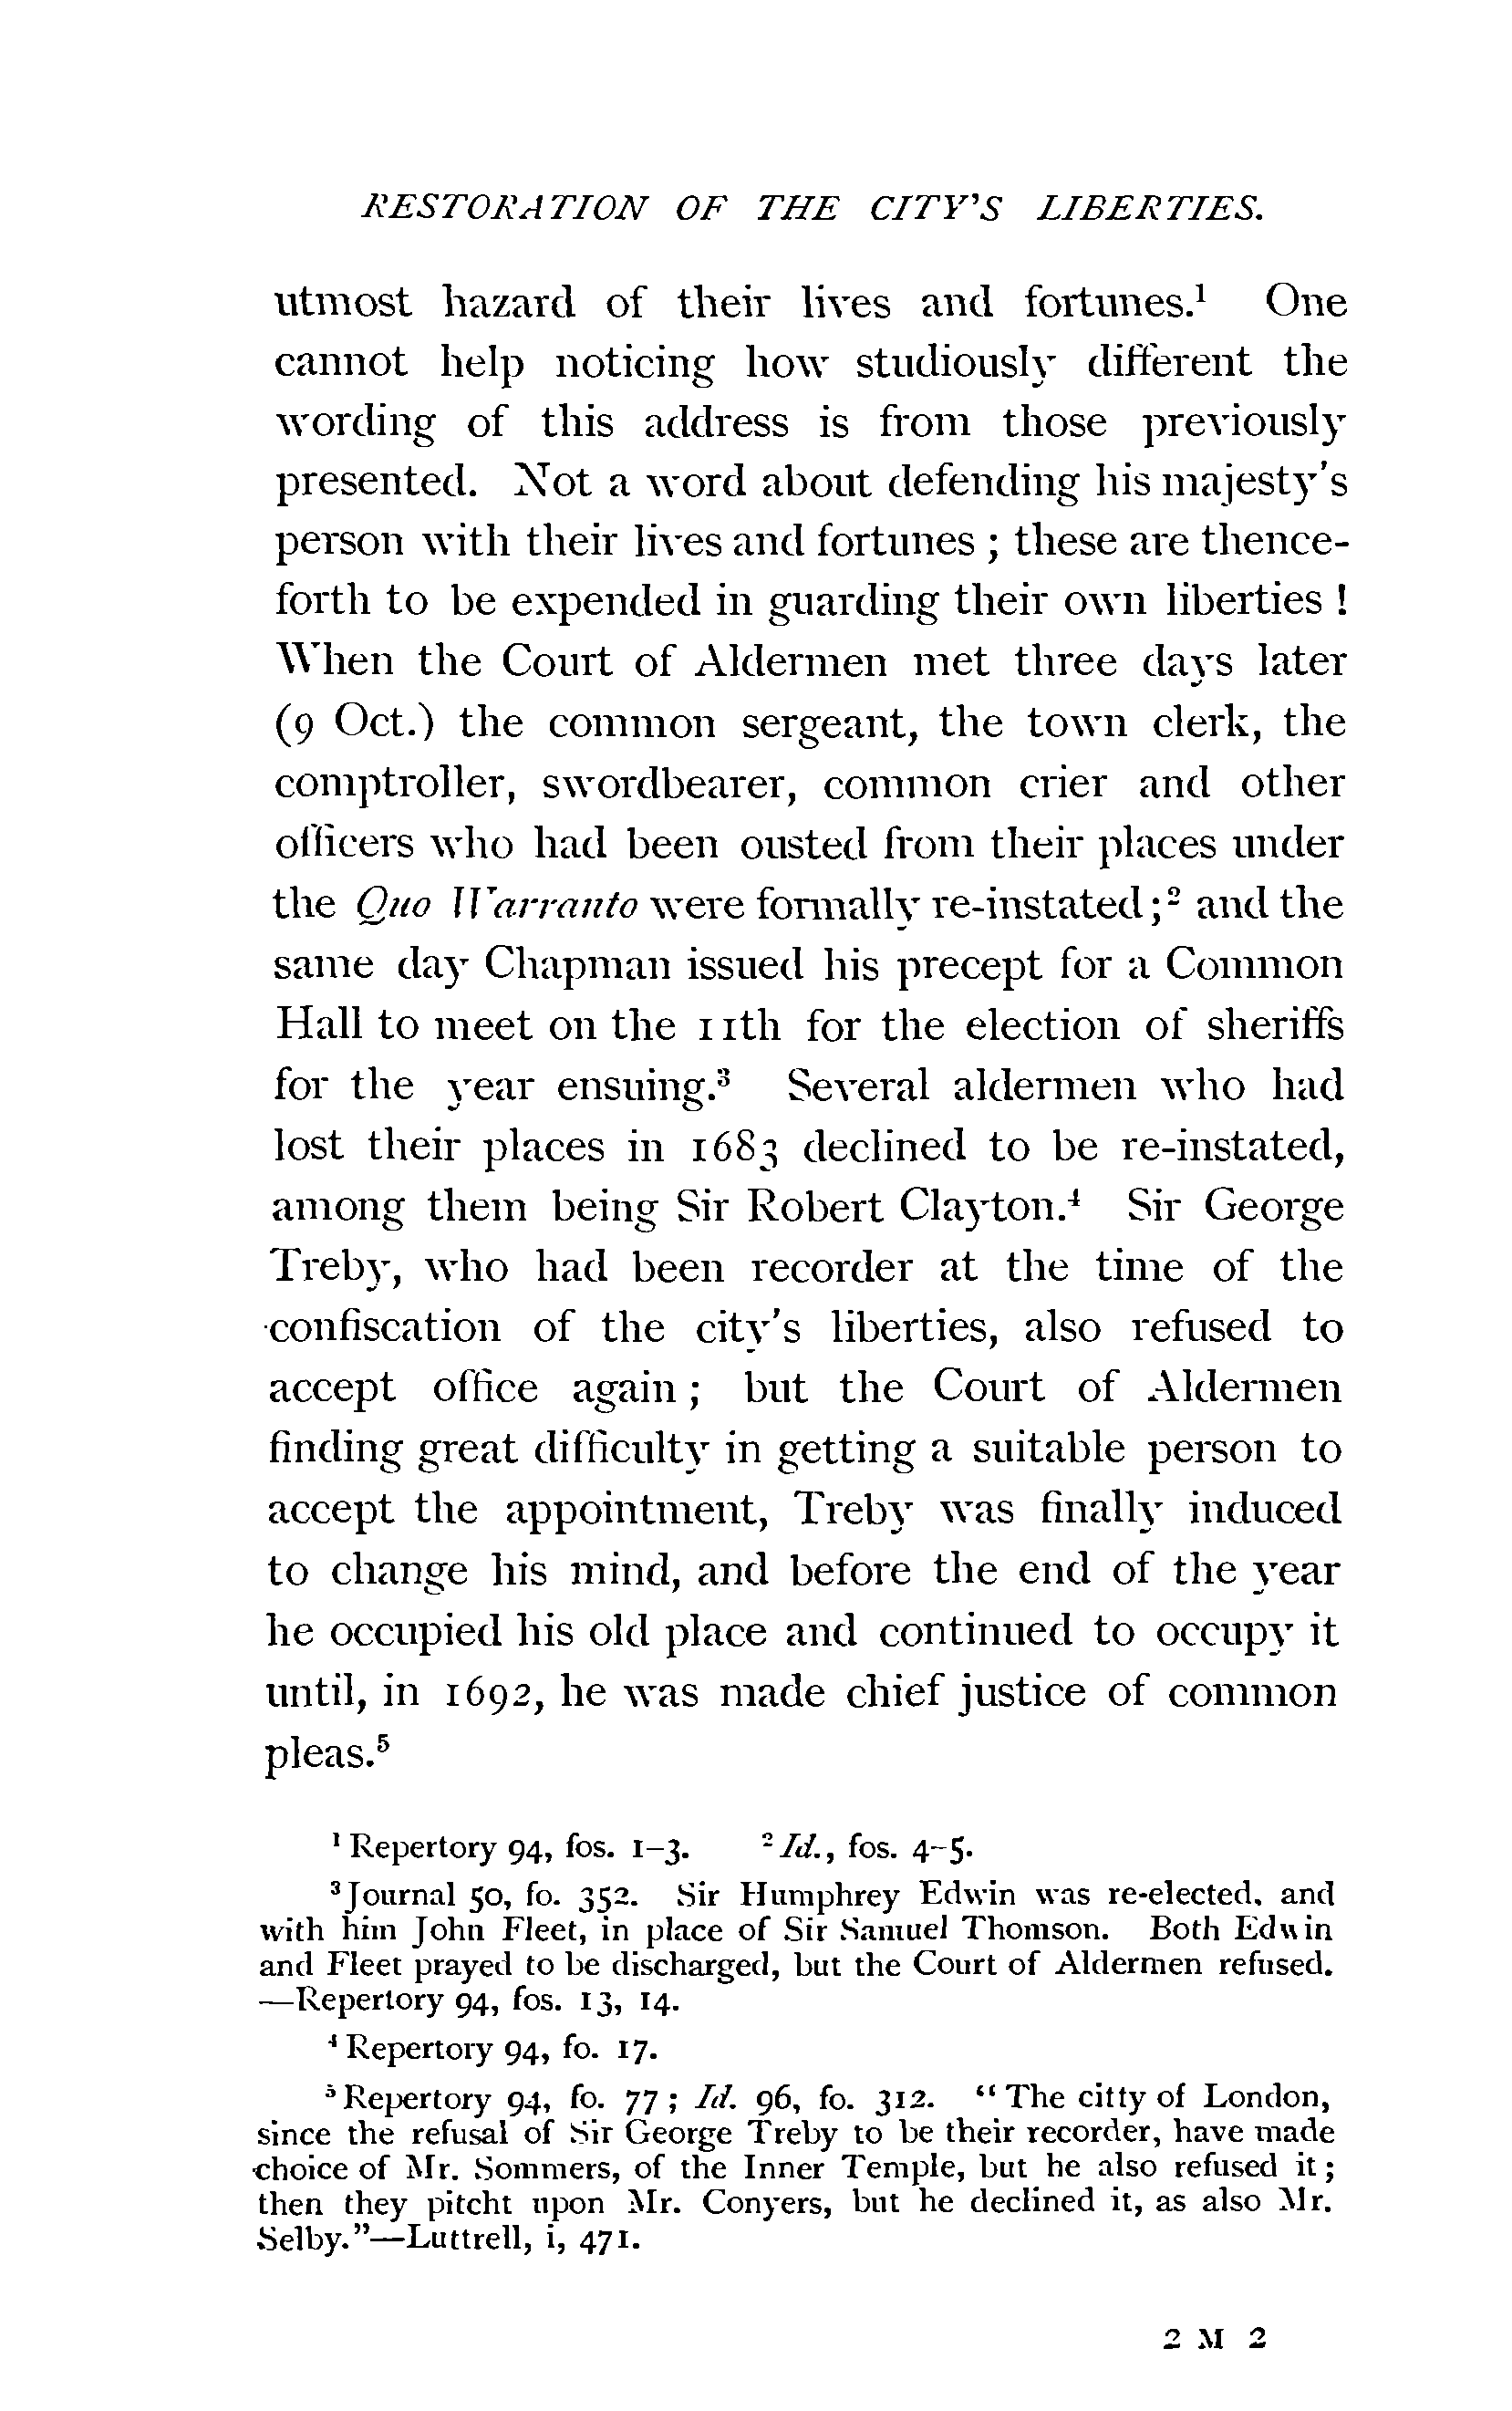 RESTORATION OF THE CITY'S LIBERTIES.
utmost hazard of their lives and fortunes.¹ One
cannot help noticing how studiously different the
wording of this address is from those previously
presented. Not a word about defending his majesty's
person with their lives and fortunes ; these are thence-
forth to be expended in guarding their own liberties !
When the Court of Aldermen met three days later
(9 Oct.) the common sergeant, the town clerk, the
comptroller, swordbearer, common crier and other
officers who had been ousted from their places under
the Quo Warranto were formally re-instated ;² and the
same day Chapman issued his precept for a Common
Hall to meet on the 11th for the election of sheriffs
for the year ensuing.³ Several aldermen who had
lost their places in 1683 declined to be re-instated,
among them being Sir Robert Clayton.⁴ Sir George
Treby, who had been recorder at the time of the
confiscation of the city's liberties, also refused to
accept office again ; but the Court of Aldermen
finding great difficulty in getting a suitable person to
accept the appointment, Treby was finally induced
to change his mind, and before the end of the year
he occupied his old place and continued to occupy it
until, in 1692, he was made chief justice of common
pleas.⁵
¹ Repertory 94, fos. 1–3. ² Id., fos. 4–5.
³ Journal 50, fo. 352. Sir Humphrey Edwin was re-elected, and
with him John Fleet, in place of Sir Samuel Thomson. Both Edwin
and Fleet prayed to be discharged, but the Court of Aldermen refused.
—Repertory 94, fos. 13, 14.
⁴ Repertory 94, fo. 17.
⁵ Repertory 94, fo. 77 ; Id. 96, fo. 312. “ The citty of London,
since the refusal of Sir George Treby to be their recorder, have made
choice of Mr. Sommers, of the Inner Temple, but he also refused it ;
then they pitcht upon Mr. Conyers, but he declined it, as also Mr.
Selby.”—Luttrell, i, 471.
2 M 2